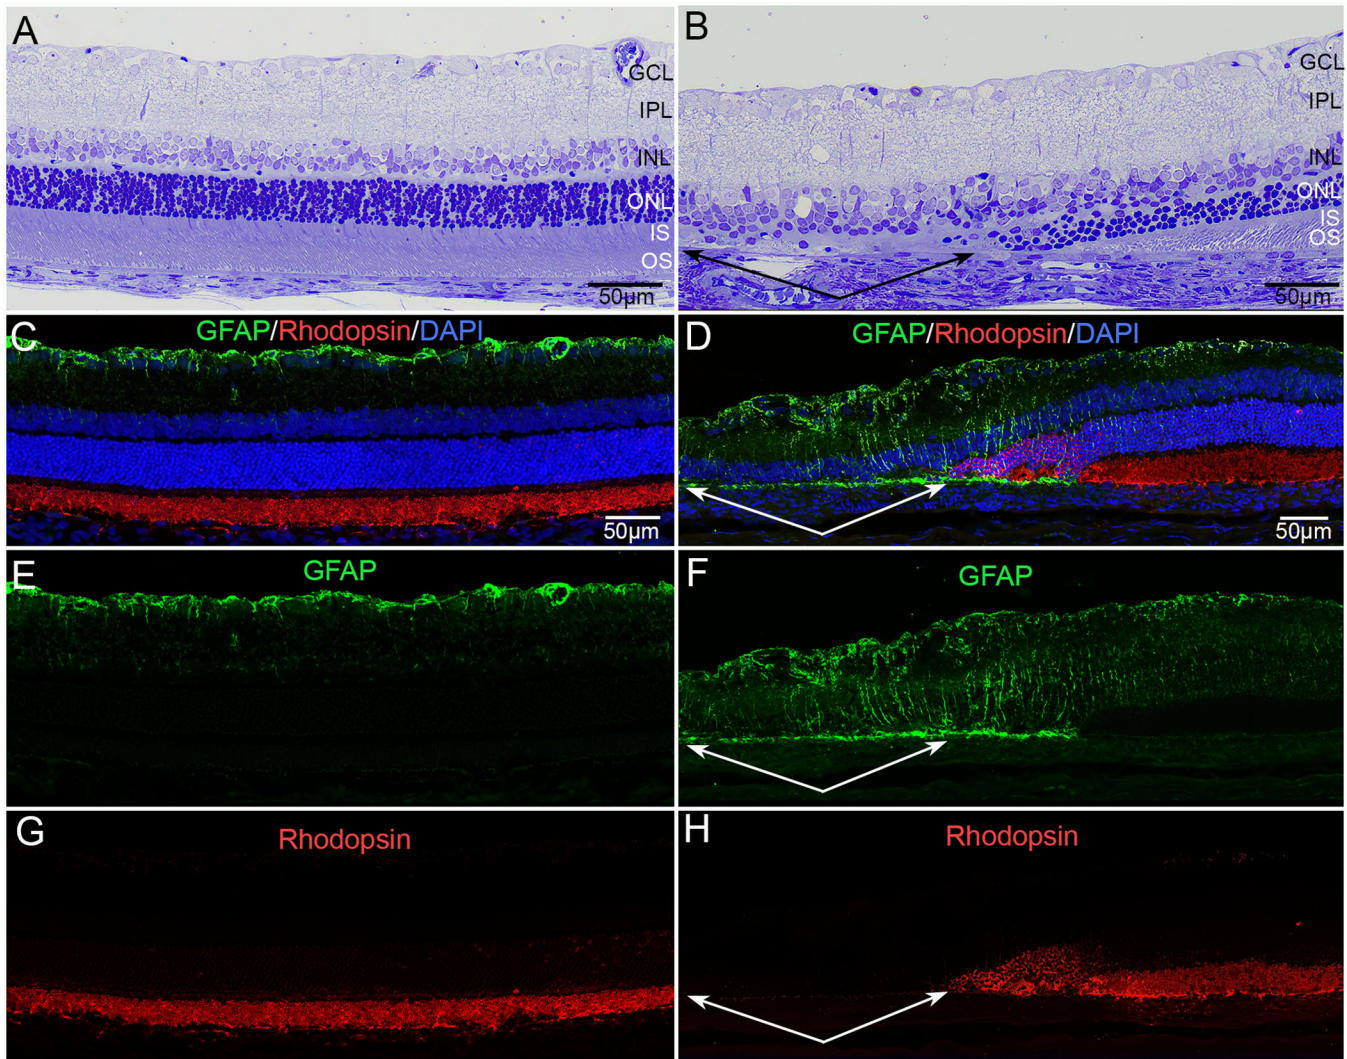 A
GCL
IPL
INL
ONL
IS
OS
50µm
B
GCL
IPL
INL
ONL
IS
OS
50µm
C
GFAP/Rhodopsin/DAPI
50µm
D
GFAP/Rhodopsin/DAPI
50µm
E
GFAP
F
GFAP
G
Rhodopsin
H
Rhodopsin